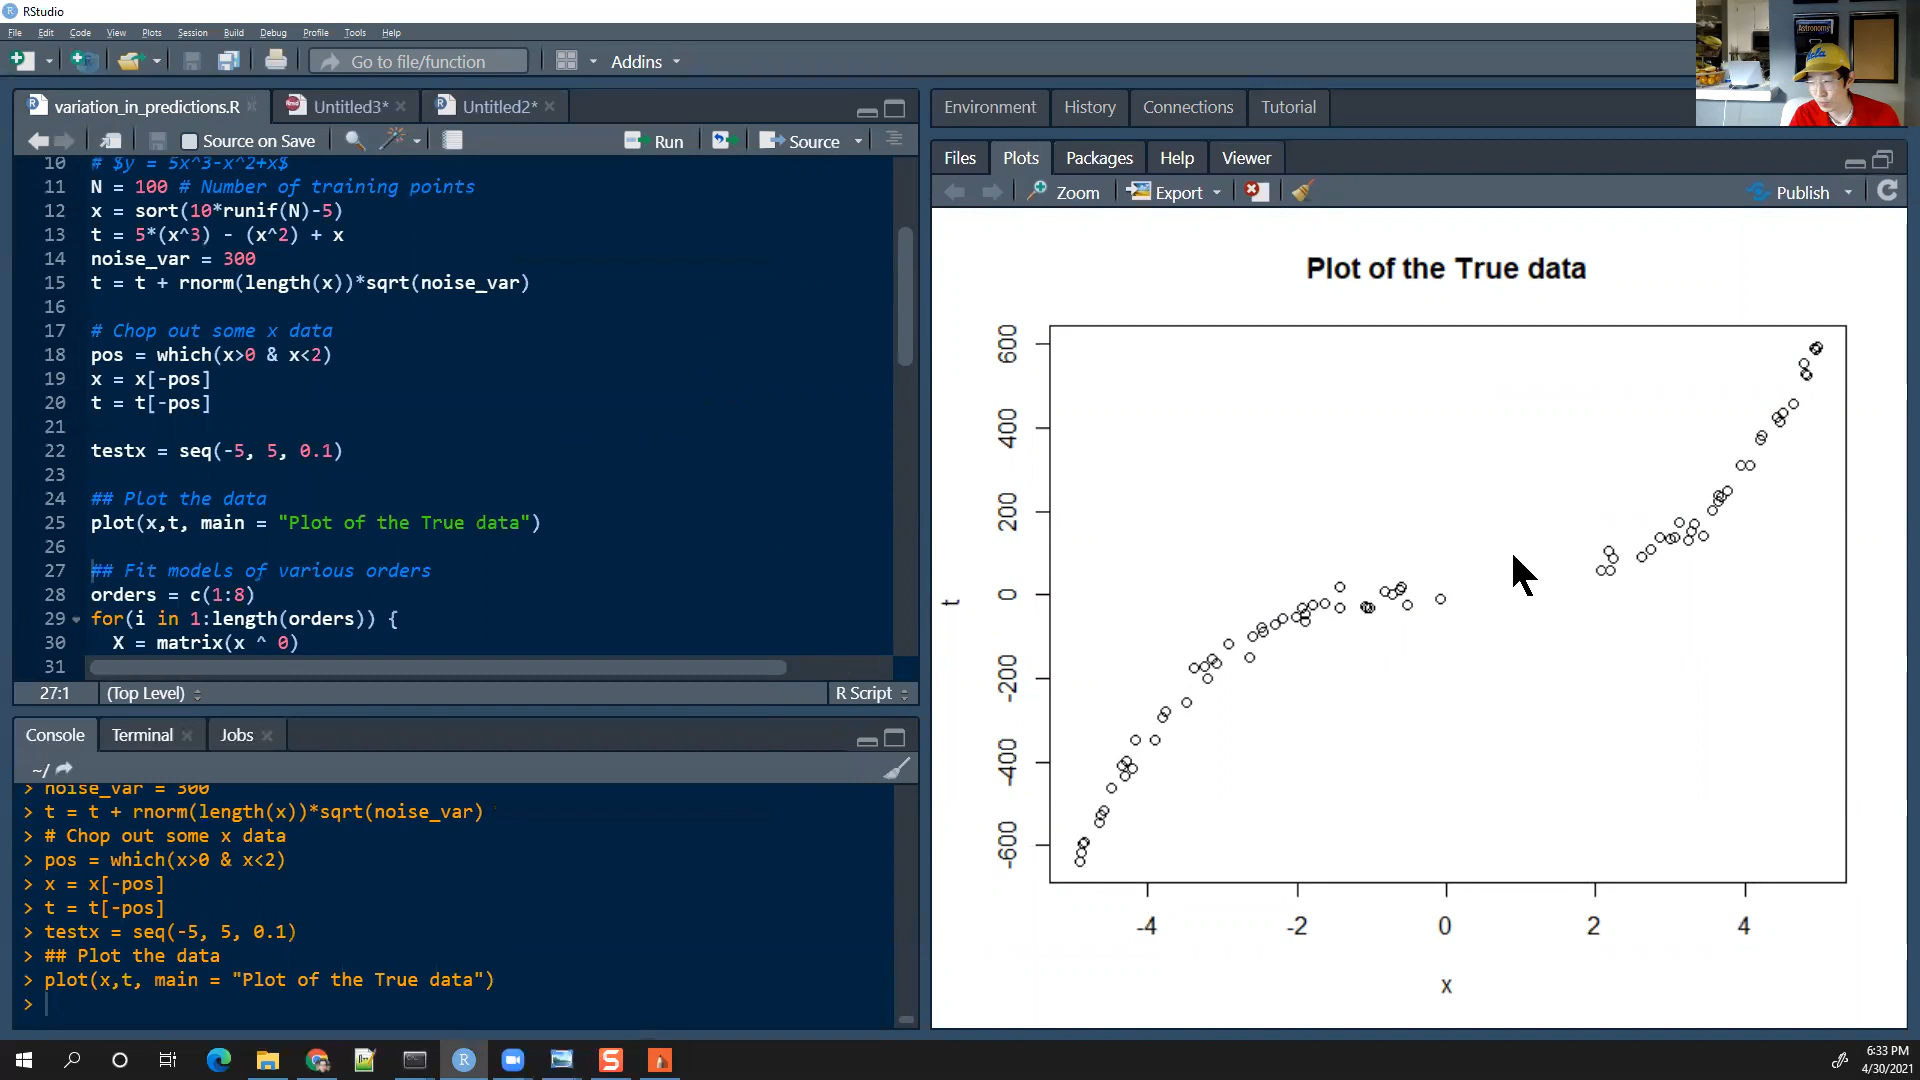 RStudio
File Edit Code View Plots Session Build Debug Profile Tools Help
Go to file/function Addins
variation_in_predictions.R Untitled3* Untitled2*
Source on Save Run Source
10 # $y = 5x^3-x^2+x$
11 N = 100 # Number of training points
12 x = sort(10*runif(N)-5)
13 t = 5*(x^3) - (x^2) + x
14 noise_var = 300
15 t = t + rnorm(length(x))*sqrt(noise_var)
16
17 # Chop out some x data
18 pos = which(x>0 & x<2)
19 x = x[-pos]
20 t = t[-pos]
21
22 testx = seq(-5, 5, 0.1)
23
24 ## Plot the data
25 plot(x,t, main = "Plot of the True data")
26
27 ## Fit models of various orders
28 orders = c(1:8)
29 for(i in 1:length(orders)) {
30 X = matrix(x ^ 0)
31
27:1 (Top Level) R Script
Console Terminal Jobs
~/
> noise_var = 300
> t = t + rnorm(length(x))*sqrt(noise_var)
> # Chop out some x data
> pos = which(x>0 & x<2)
> x = x[-pos]
> t = t[-pos]
> testx = seq(-5, 5, 0.1)
> ## Plot the data
> plot(x,t, main = "Plot of the True data")
>
Environment History Connections Tutorial
Files Plots Packages Help Viewer
Zoom Export Publish
Plot of the True data
600
400
200
0
-200
-400
-600
t
-4 -2 0 2 4
x
Astronomy
6:33 PM
4/30/2021